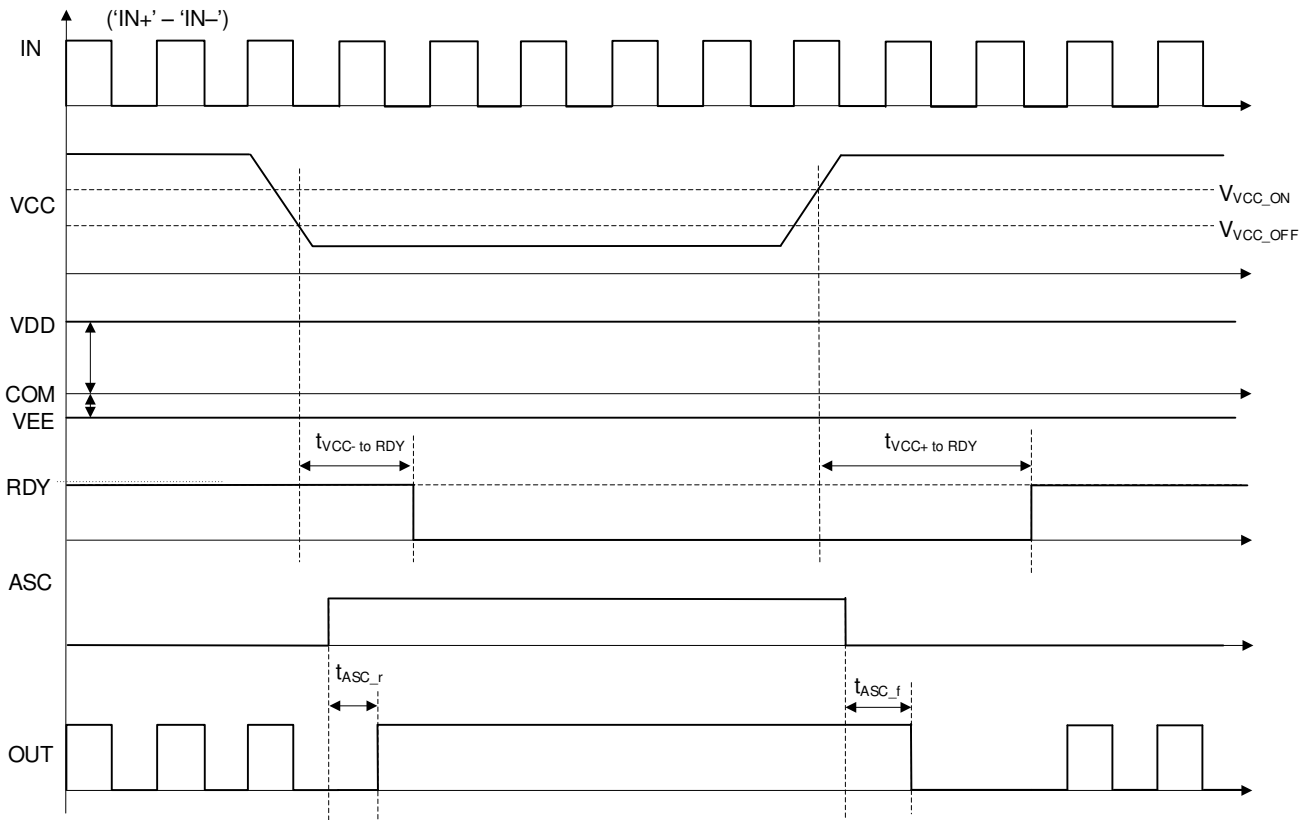 ('IN+' – 'IN–')
IN
VCC
V_VCC_ON
V_VCC_OFF
VDD
COM
VEE
t_VCC- to RDY
t_VCC+ to RDY
RDY
ASC
t_ASC_r
t_ASC_f
OUT